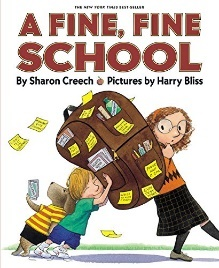 THE NEW YORK TIMES BEST-SELLER
A FINE, FINE
SCHOOL
By Sharon Creech Pictures by Harry Bliss